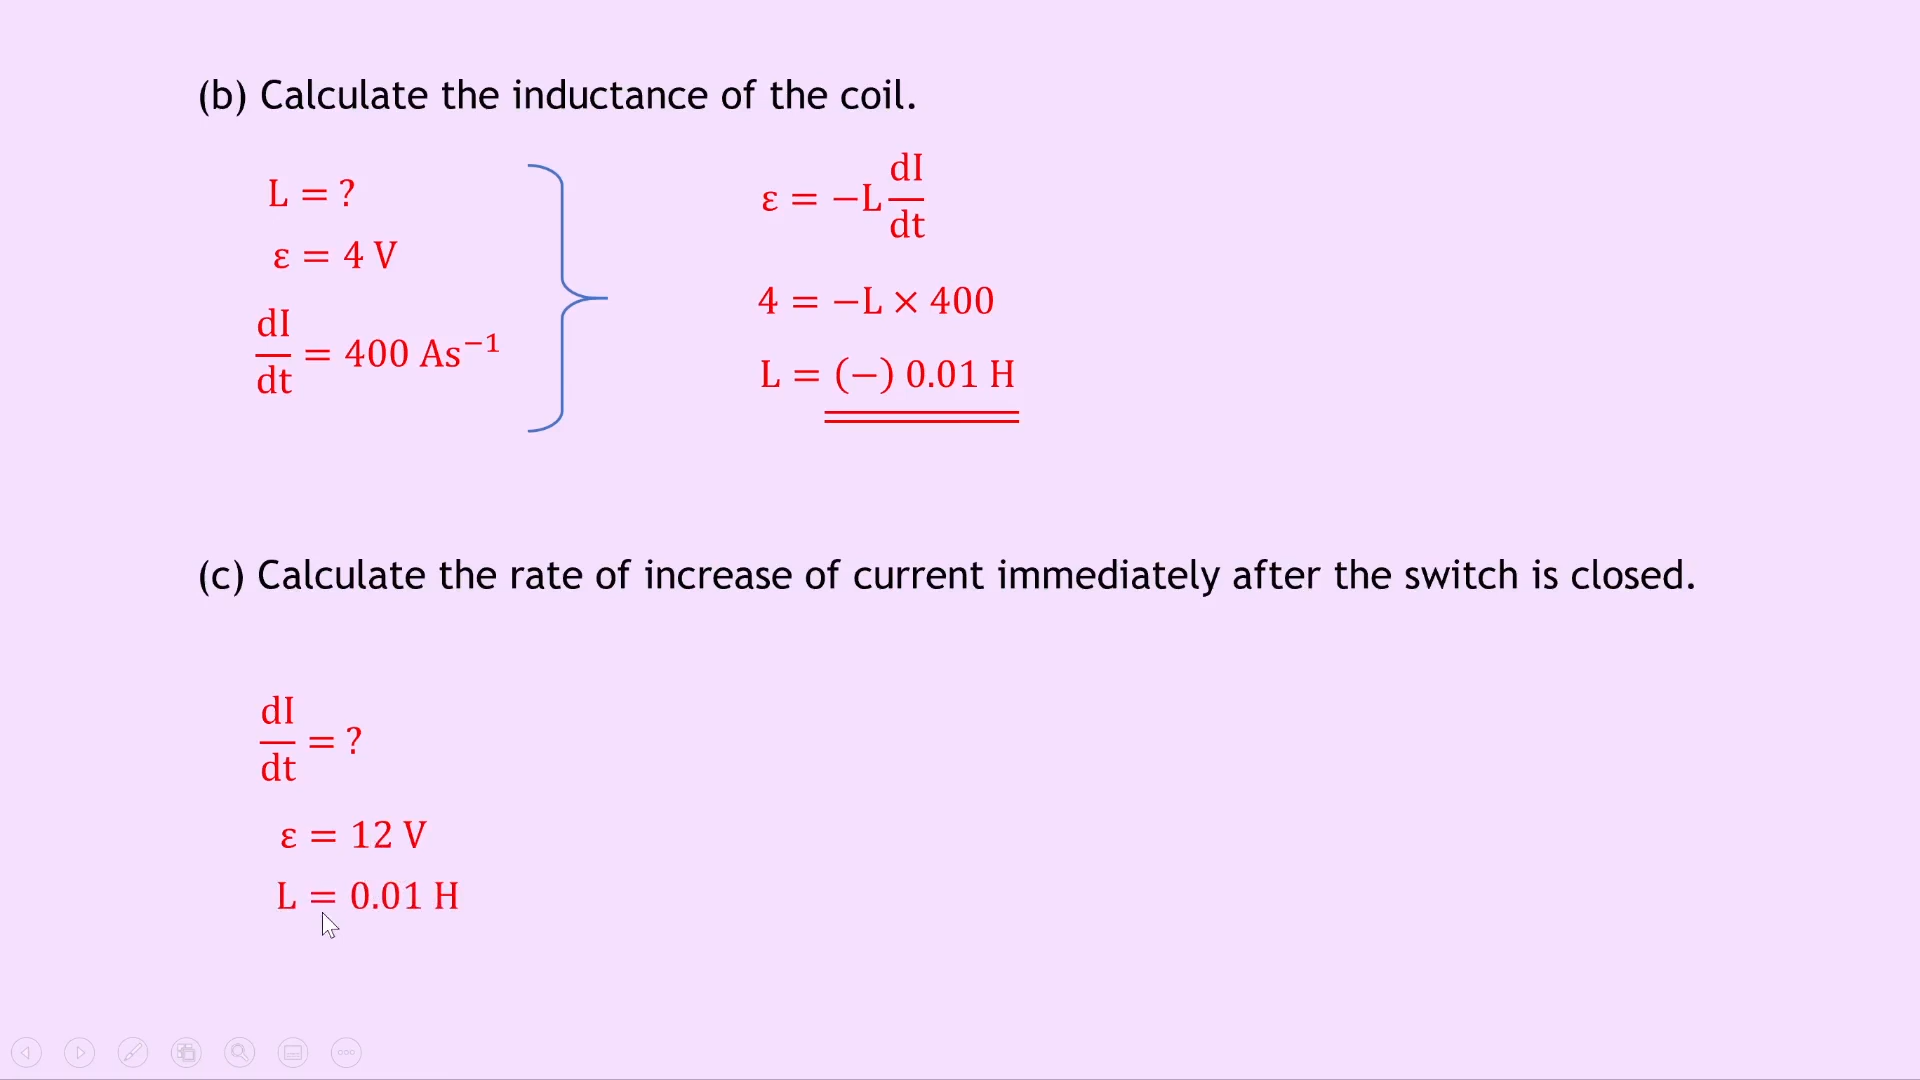 (b) Calculate the inductance of the coil.
L = ?
ε = 4 V
dI/dt = 400 As⁻¹
ε = −L dI/dt
4 = −L × 400
L = (−) 0.01 H
(c) Calculate the rate of increase of current immediately after the switch is closed.
dI/dt = ?
ε = 12 V
L = 0.01 H